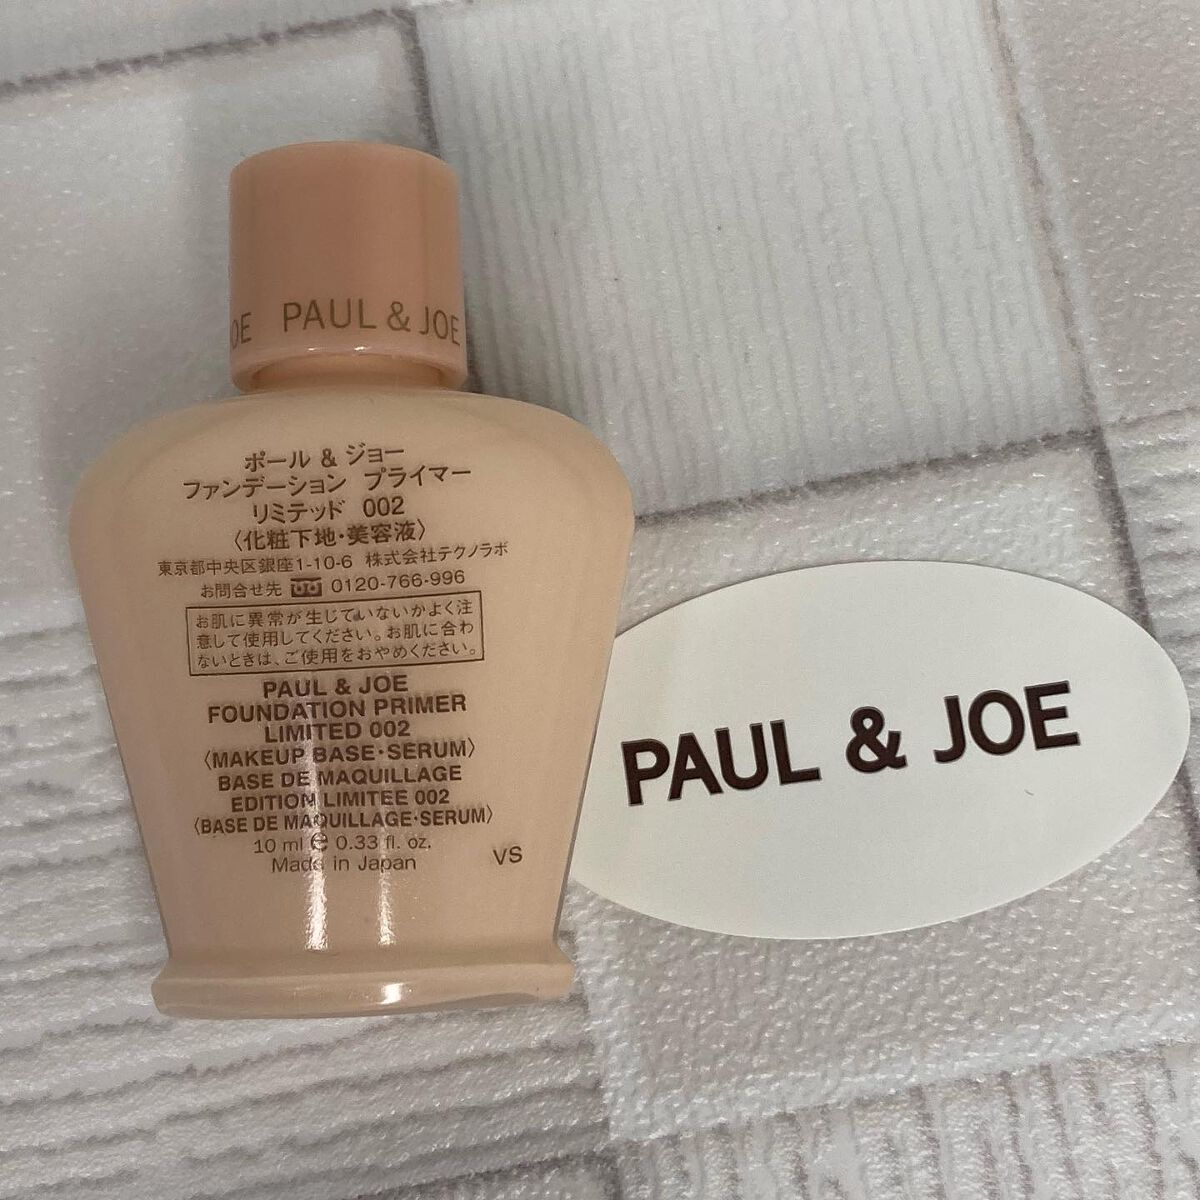 OE PAUL & JOE
ポール & ジョー
ファンデーション プライマー
リミテッド 002
〈化粧下地・美容液〉
東京都中央区銀座1-10-6 株式会社テクノラボ
お問合せ先 0120-766-996
お肌に異常が生じていないかよく注
意して使用してください。お肌に合わ
ないときは、ご使用をおやめください。
PAUL & JOE
FOUNDATION PRIMER
LIMITED 002
〈MAKEUP BASE・SERUM〉
BASE DE MAQUILLAGE
EDITION LIMITEE 002
〈BASE DE MAQUILLAGE・SERUM〉
10 ml ℮ 0.33 fl. oz.
Made in Japan
VS
PAUL & JOE